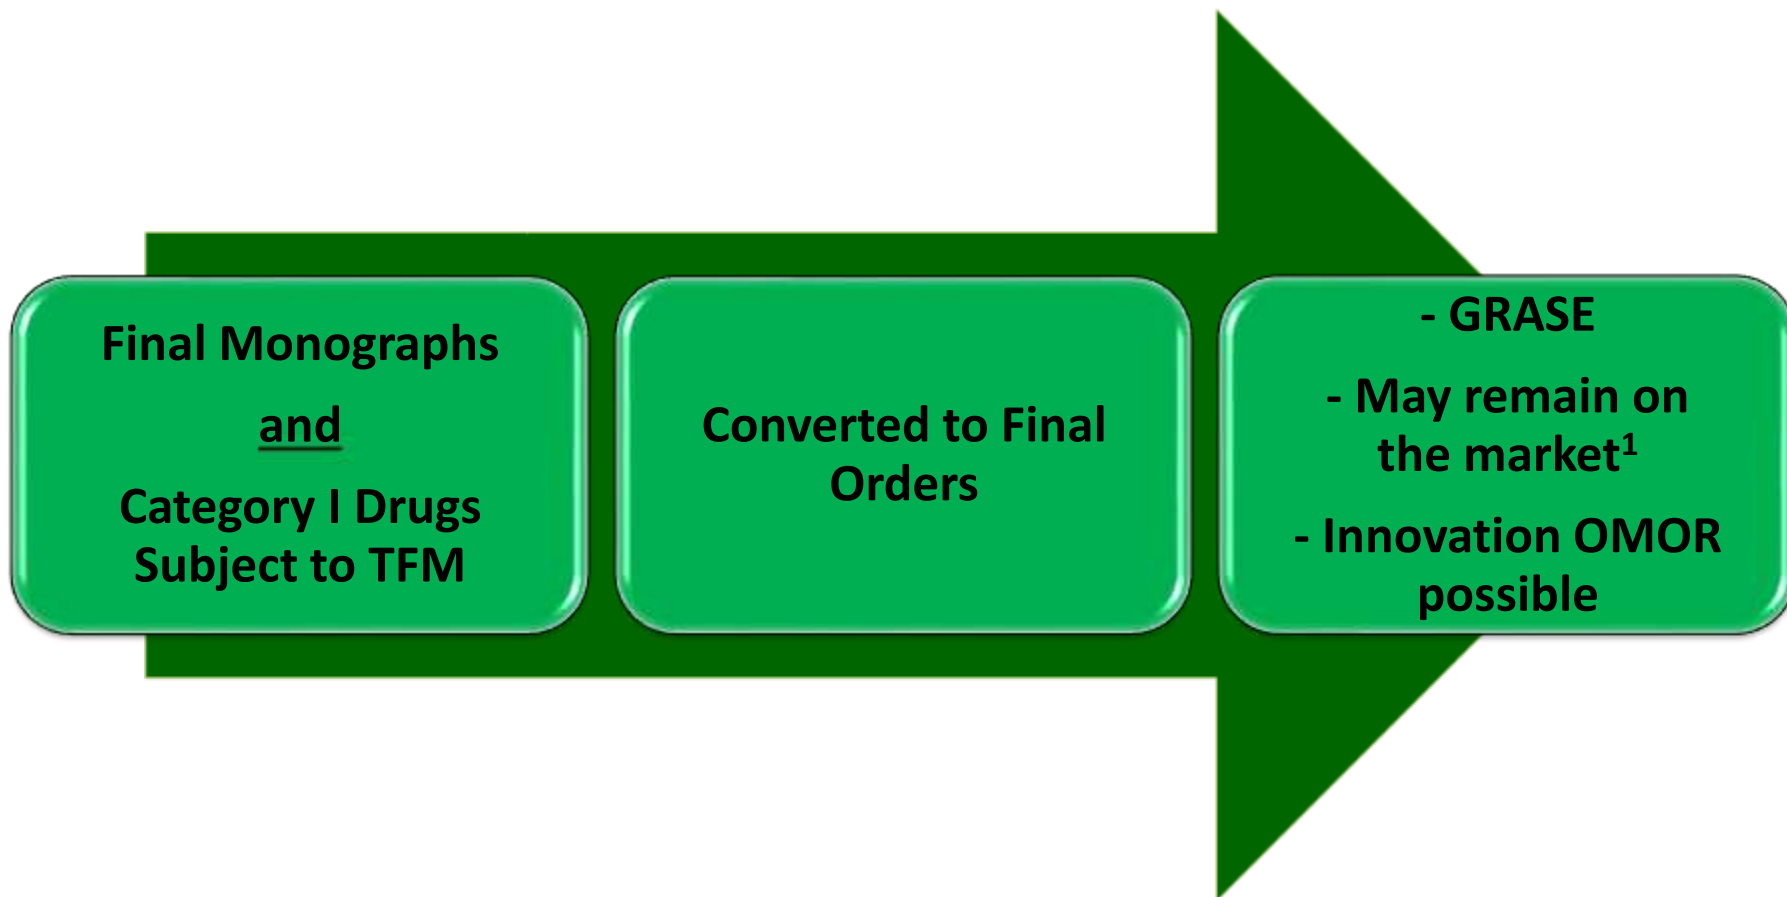 Final Monographs
and
Category I Drugs
Subject to TFM
Converted to Final
Orders
- GRASE
- May remain on
the market¹
- Innovation OMOR
possible